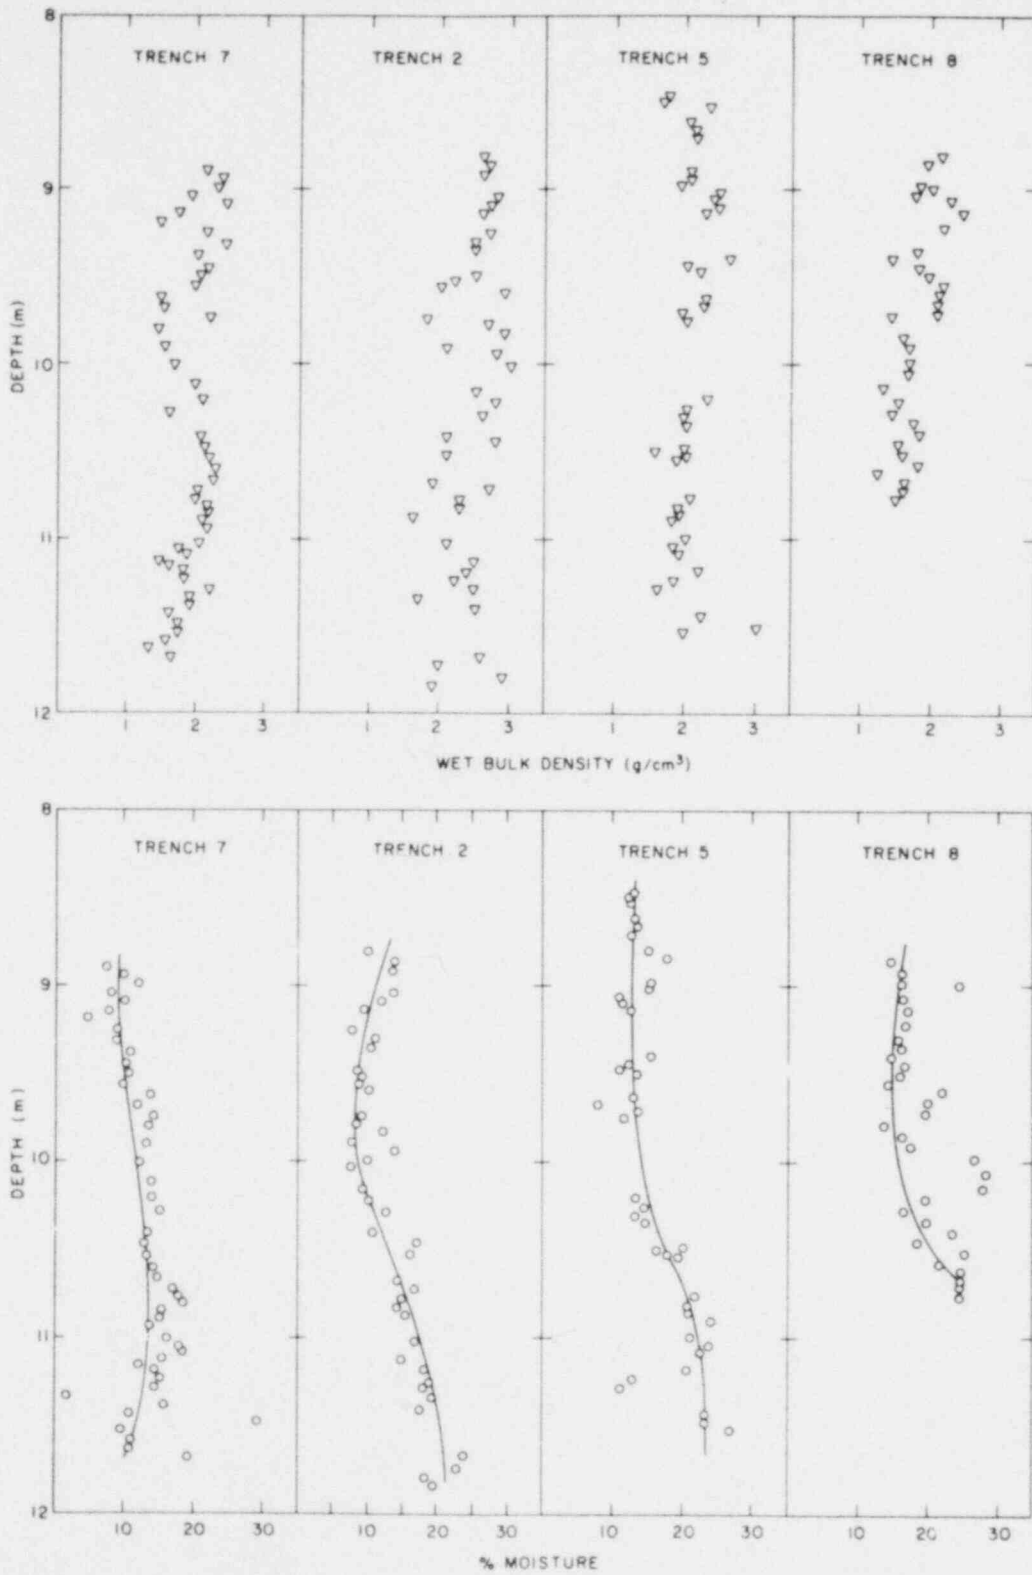 8
TRENCH 7
TRENCH 2
TRENCH 5
TRENCH 8
9
DEPTH (m)
10
11
12
1 2 3 1 2 3 1 2 3 1 2 3
WET BULK DENSITY (g/cm³)
8
TRENCH 7
TRENCH 2
TRENCH 5
TRENCH 8
9
DEPTH (m)
10
11
12
10 20 30 10 20 30 10 20 30 10 20 30
% MOISTURE